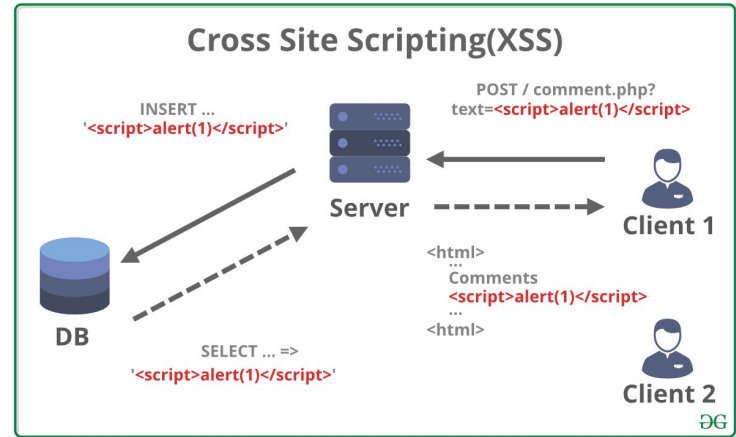 Cross Site Scripting(XSS)
POST / comment.php?
text=<script>alert(1)</script>
INSERT ...
'<script>alert(1)</script>'
Server
Client 1
<html>
...
Comments
<script>alert(1)</script>
...
<html>
DB
SELECT ... =>
'<script>alert(1)</script>'
Client 2